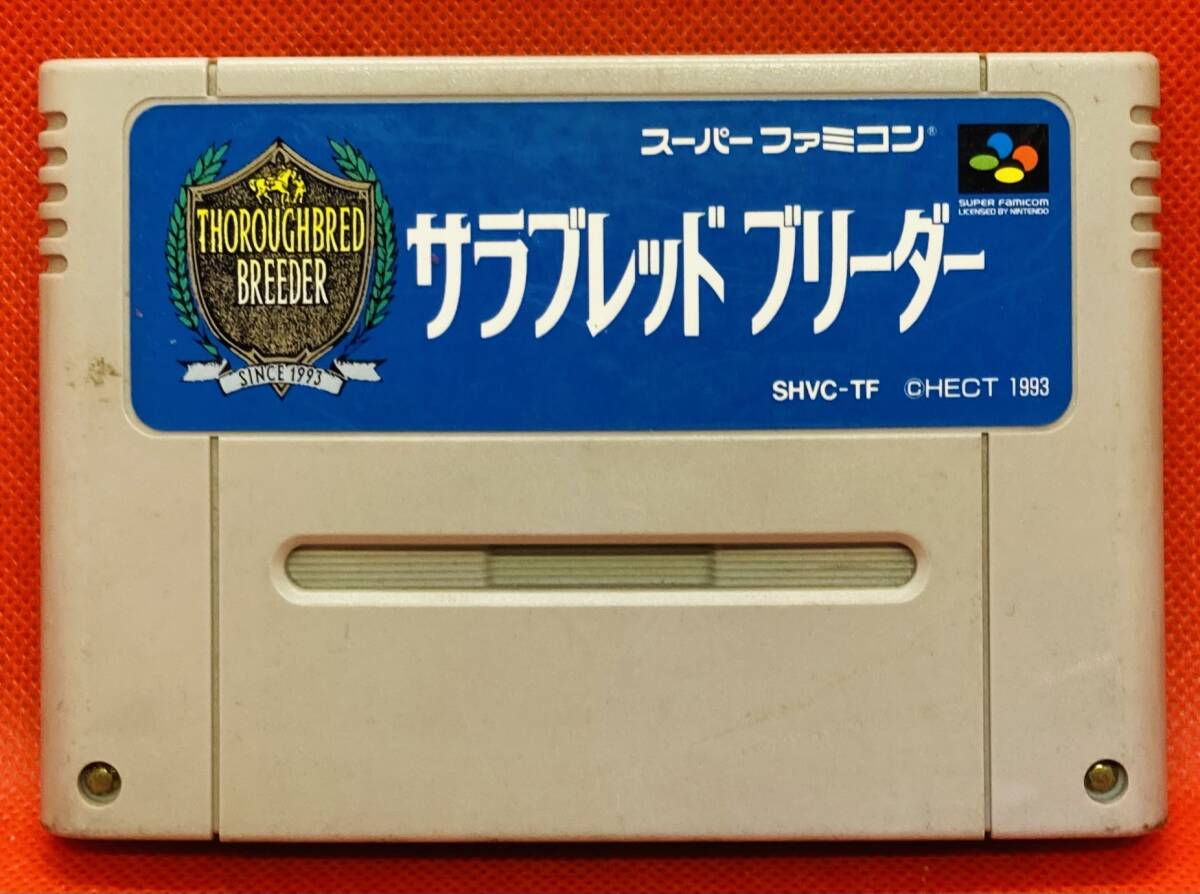 スーパーファミコン®
SUPER FAMICOM
LICENSED BY NINTENDO
THOROUGHBRED
BREEDER
SINCE 1993
サラブレッド ブリーダー
SHVC-TF ©HECT 1993